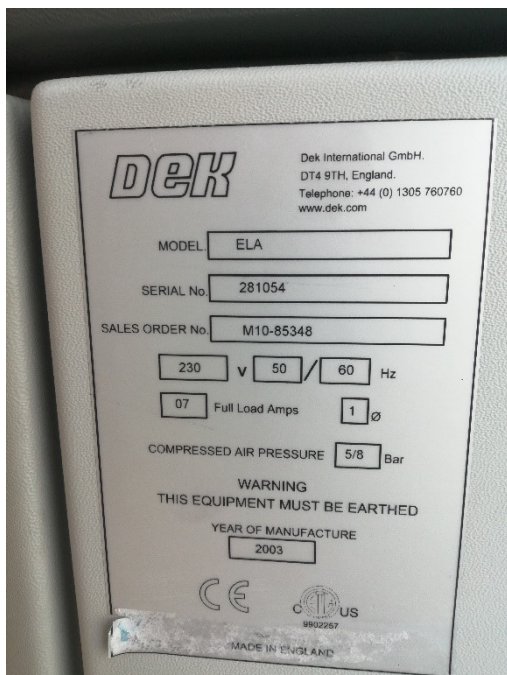 DEK
Dek International GmbH.
DT4 9TH, England.
Telephone: +44 (0) 1305 760760
www.dek.com
MODEL. ELA
SERIAL No. 281054
SALES ORDER No. M10-85348
230 V 50 / 60 Hz
07 Full Load Amps 1 Ø
COMPRESSED AIR PRESSURE 5/8 Bar
WARNING
THIS EQUIPMENT MUST BE EARTHED
YEAR OF MANUFACTURE
2003
CE
C US
9902257
MADE IN ENGLAND